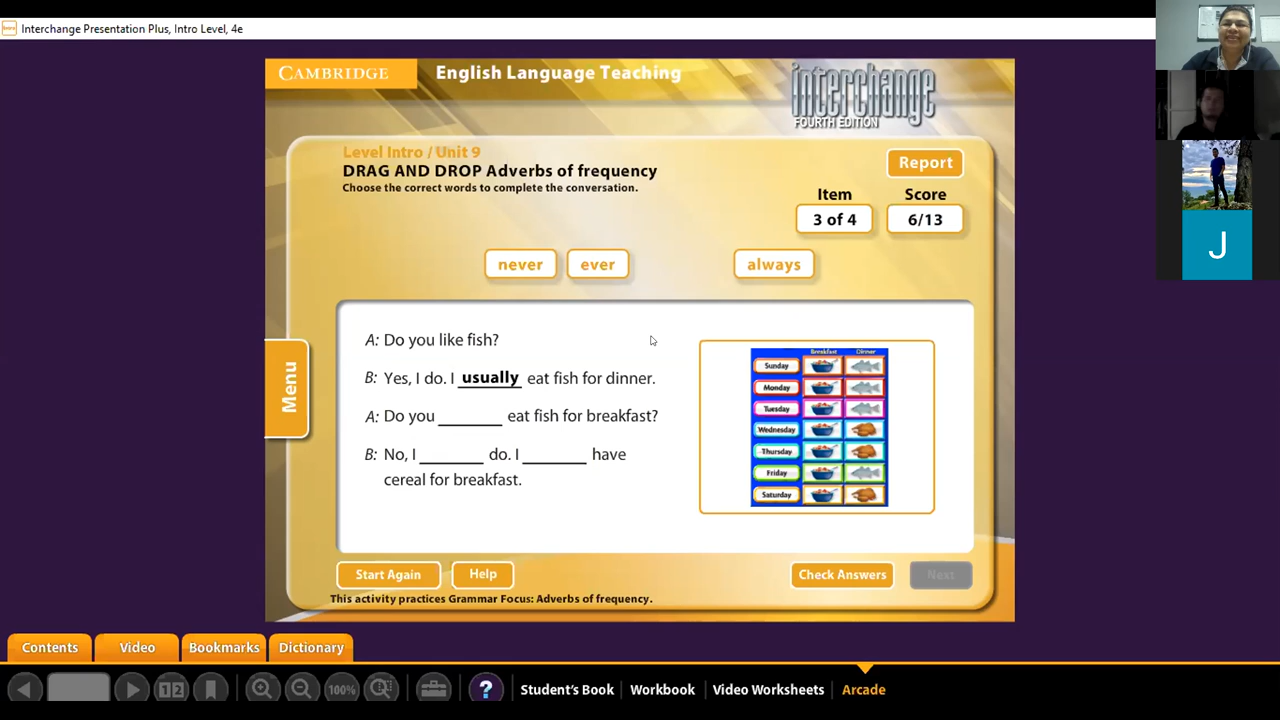 Interchange Presentation Plus, Intro Level, 4e
CAMBRIDGE English Language Teaching
interchange
FOURTH EDITION
Level Intro / Unit 9
DRAG AND DROP Adverbs of frequency
Choose the correct words to complete the conversation.
Report
Item Score
3 of 4 6/13
never ever always
A: Do you like fish?
B: Yes, I do. I usually eat fish for dinner.
A: Do you ________ eat fish for breakfast?
B: No, I ________ do. I ________ have
cereal for breakfast.
Breakfast Dinner
Sunday
Monday
Tuesday
Wednesday
Thursday
Friday
Saturday
Menu
Start Again Help Check Answers Next
This activity practices Grammar Focus: Adverbs of frequency.
Contents Video Bookmarks Dictionary
12 100% ? Student's Book Workbook Video Worksheets Arcade
J